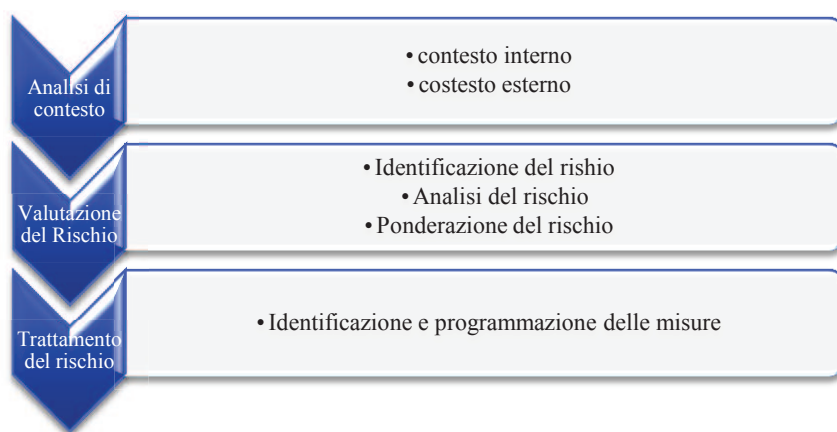 Analisi di
contesto
• contesto interno
• costesto esterno
Valutazione
del Rischio
• Identificazione del rishio
• Analisi del rischio
• Ponderazione del rischio
Trattamento
del rischio
• Identificazione e programmazione delle misure